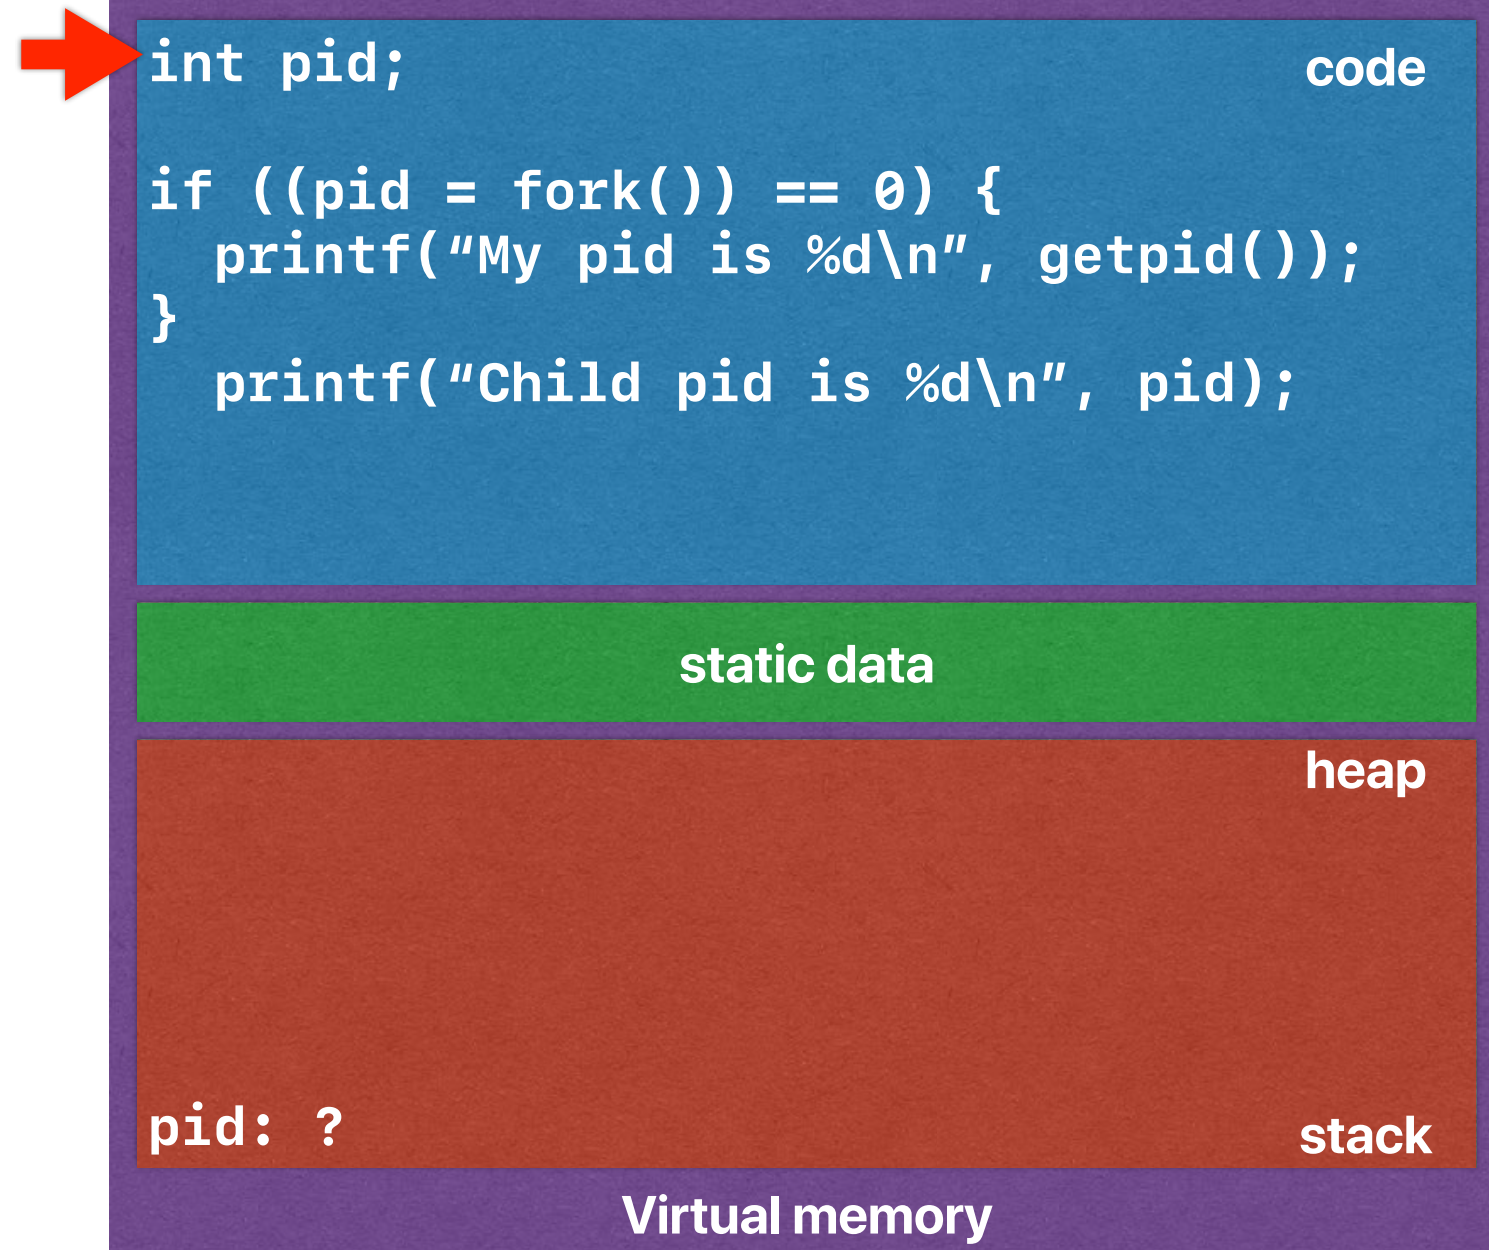 int pid;
code
if ((pid = fork()) == 0) {
  printf(“My pid is %d\n”, getpid());
}
  printf(“Child pid is %d\n”, pid);
static data
heap
pid: ?
stack
Virtual memory